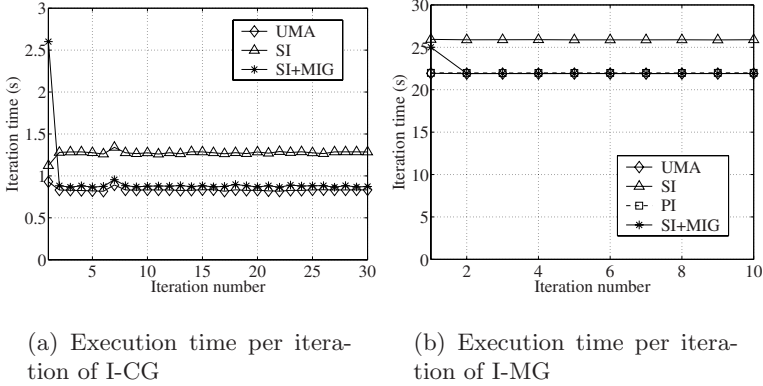 3
2.5
2
1.5
1
0.5
0
Iteration time (s)
5 10 15 20 25 30
Iteration number
UMA
SI
SI+MIG
30
25
20
15
10
5
0
Iteration time (s)
2 4 6 8 10
Iteration number
UMA
SI
PI
SI+MIG
(a) Execution time per itera-
tion of I-CG
(b) Execution time per itera-
tion of I-MG